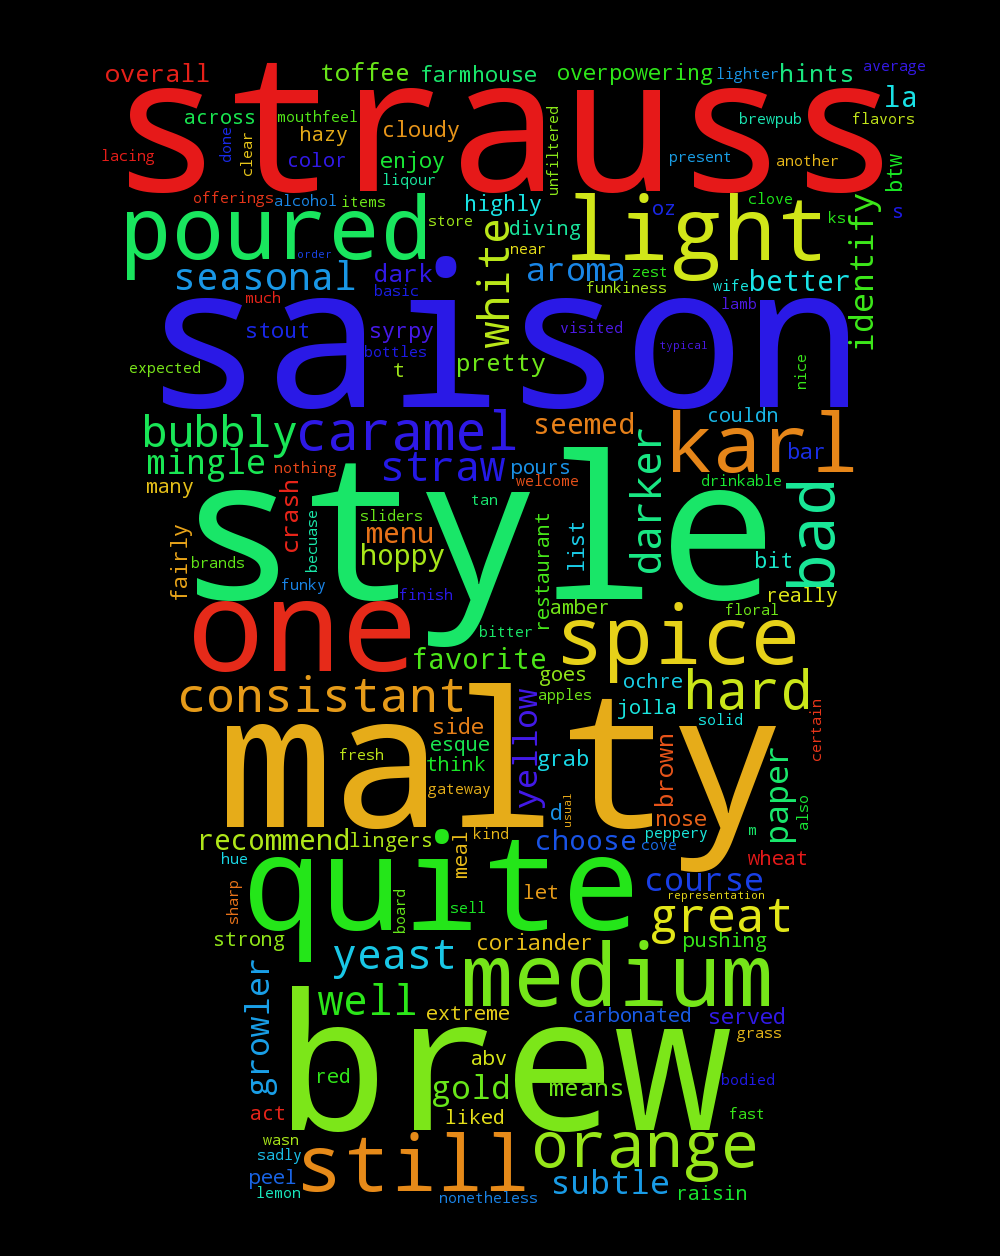 overall toffee farmhouse overpowering lighter hints average
strauss
la
across mouthfeel hazy cloudy unfiltered brewpub flavors
lacing done clear color enjoy present another btw
liqour
offerings alcohol items highly clove identify
poured store white diving light oz ks s
order near
seasonal dark aroma zest better
basic funkiness wife
much saison lamb
stout syrpy visited
bottles typical
expected t pretty nice
bubbly caramel seemed karl couldn
mingle straw pours darker bar
nothing welcome drinkable
many crash tan bad
fairly becuase sliders style list
menu restaurant
brands hoppy bit
funky finish really
one amber floral
bitter spice
favorite
consistant goes ochre hard
apples jolla
malty yellow solid certain
side
fresh esque grab brown paper
think
gateway usual also
d nose
recommend lingers kind choose peppery m
meal cove
hue quite wheat
course
sharp board let representation
sell great
strong coriander pushing
yeast medium
growler well extreme carbonated served
brew grass
abv
red gold means bodied
act liked fast
wasn still orange
sadly
peel subtle
lemon nonetheless raisin